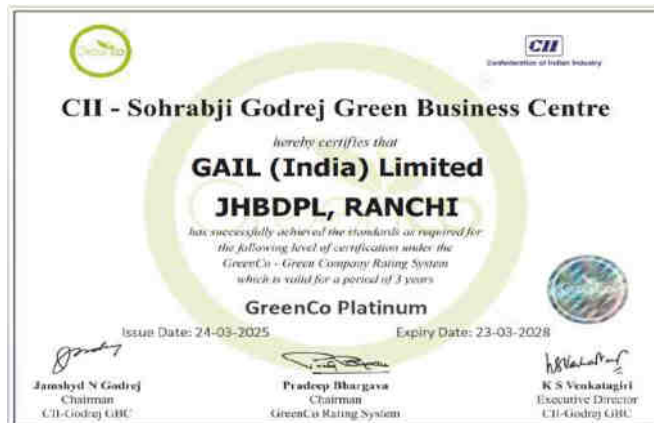 GreenCo
CII
Confederation of Indian Industry
CII - Sohrabji Godrej Green Business Centre
hereby certifies that
GAIL (India) Limited
JHBDPL, RANCHI
has successfully achieved the standards as required for
the following level of certification under the
GreenCo - Green Company Rating System
which is valid for a period of 3 years
GreenCo Platinum
Issue Date: 24-03-2025 Expiry Date: 23-03-2028
Jamshyd N Godrej Pradeep Bhargava K S Venkatagiri
Chairman Chairman Executive Director
CII-Godrej GBC GreenCo Rating System CII-Godrej GBC